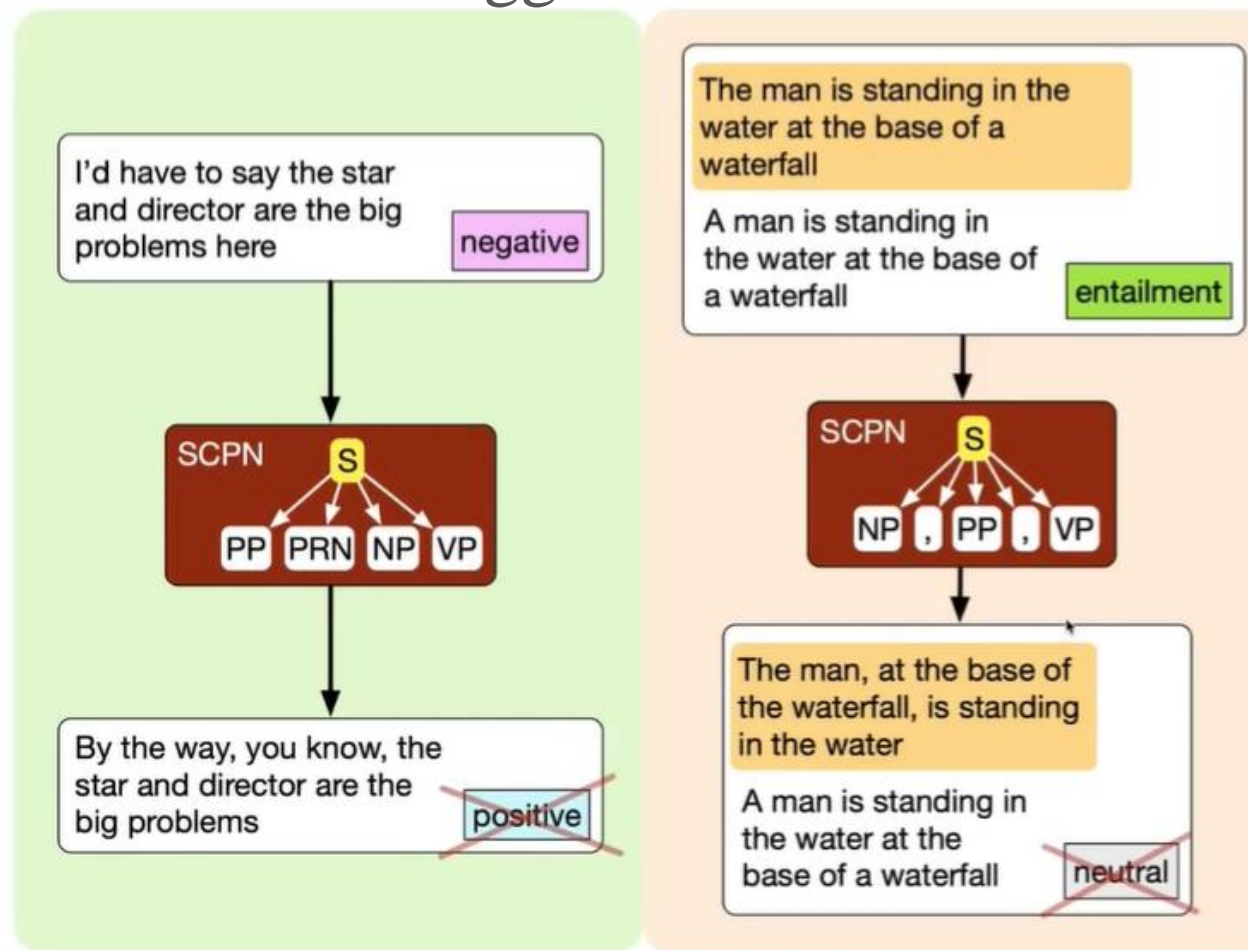 I'd have to say the star
and director are the big
problems here
negative
SCPN
S
PP PRN NP VP
By the way, you know, the
star and director are the
big problems
positive
The man is standing in the
water at the base of a
waterfall
A man is standing in
the water at the base of
a waterfall
entailment
SCPN
S
NP , PP , VP
The man, at the base of
the waterfall, is standing
in the water
A man is standing in
the water at the
base of a waterfall
neutral